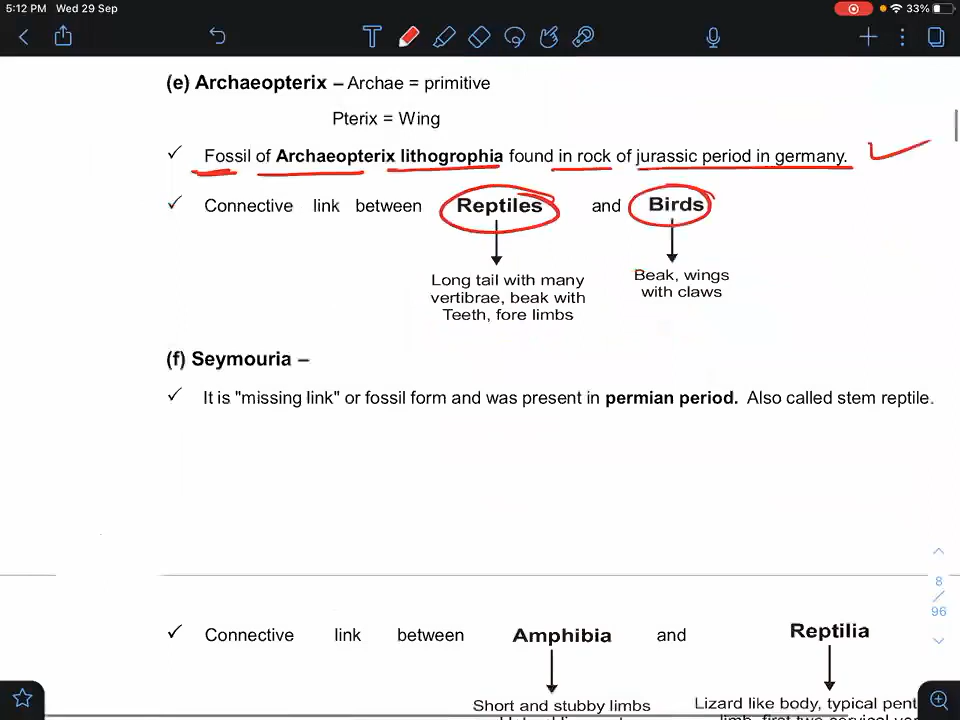 5:12 PM Wed 29 Sep 33%
T
(e) Archaeopterix – Archae = primitive
Pterix = Wing
✓ Fossil of Archaeopterix lithogrophia found in rock of jurassic period in germany.
✓ Connective link between Reptiles and Birds
Long tail with many
vertibrae, beak with
Teeth, fore limbs
Beak, wings
with claws
(f) Seymouria –
✓ It is "missing link" or fossil form and was present in permian period. Also called stem reptile.
8
/
96
✓ Connective link between Amphibia and Reptilia
Short and stubby limbs
Lizard like body, typical pent